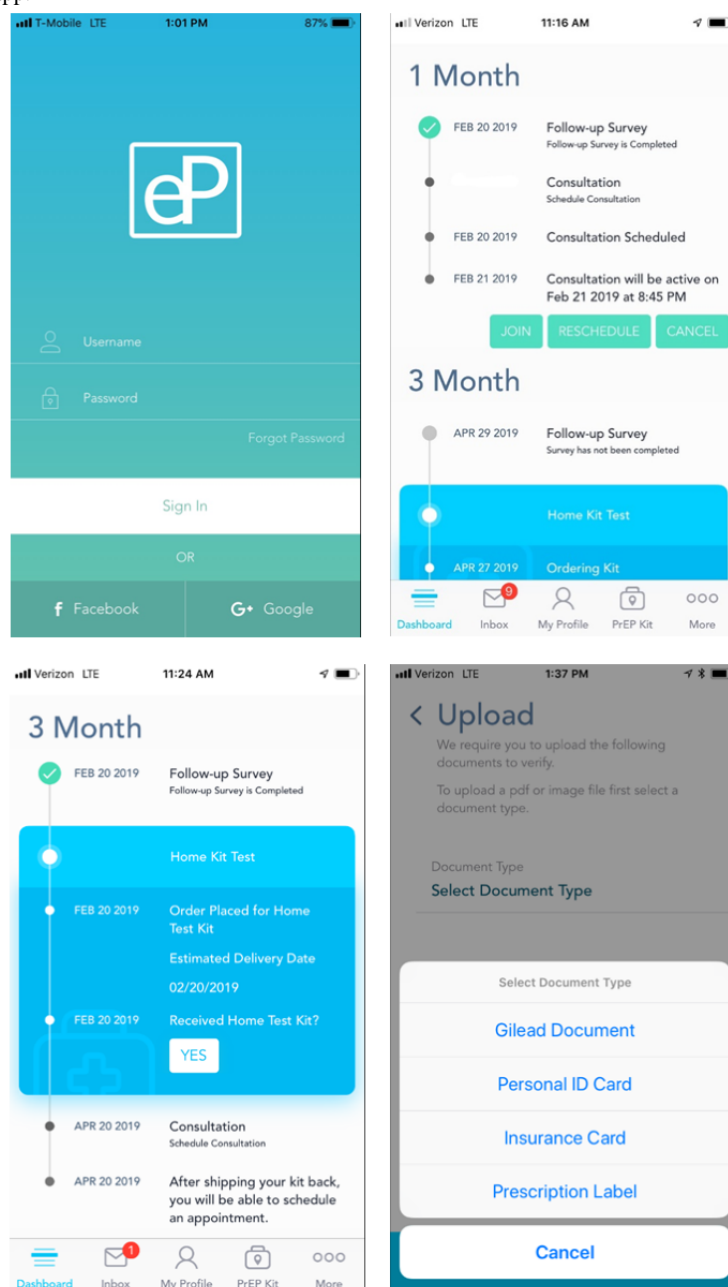 T-Mobile LTE 1:01 PM 87%
eP
Username
Password
Forgot Password
Sign In
OR
f Facebook
G+ Google
Verizon LTE 11:16 AM
1 Month
FEB 20 2019 Follow-up Survey
Follow-up Survey is Completed
Consultation
Schedule Consultation
FEB 20 2019 Consultation Scheduled
FEB 21 2019 Consultation will be active on
Feb 21 2019 at 8:45 PM
JOIN RESCHEDULE CANCEL
3 Month
APR 29 2019 Follow-up Survey
Survey has not been completed
Home Kit Test
APR 27 2019 Ordering Kit
9
Dashboard Inbox My Profile PrEP Kit More
Verizon LTE 11:24 AM
3 Month
FEB 20 2019 Follow-up Survey
Follow-up Survey is Completed
Home Kit Test
FEB 20 2019 Order Placed for Home
Test Kit
Estimated Delivery Date
02/20/2019
FEB 20 2019 Received Home Test Kit?
YES
APR 20 2019 Consultation
Schedule Consultation
APR 20 2019 After shipping your kit back,
you will be able to schedule
an appointment.
1
Dashboard Inbox My Profile PrEP Kit More
Verizon LTE 1:37 PM
Upload
We require you to upload the following
documents to verify.
To upload a pdf or image file first select a
document type.
Document Type
Select Document Type
Select Document Type
Gilead Document
Personal ID Card
Insurance Card
Prescription Label
Cancel